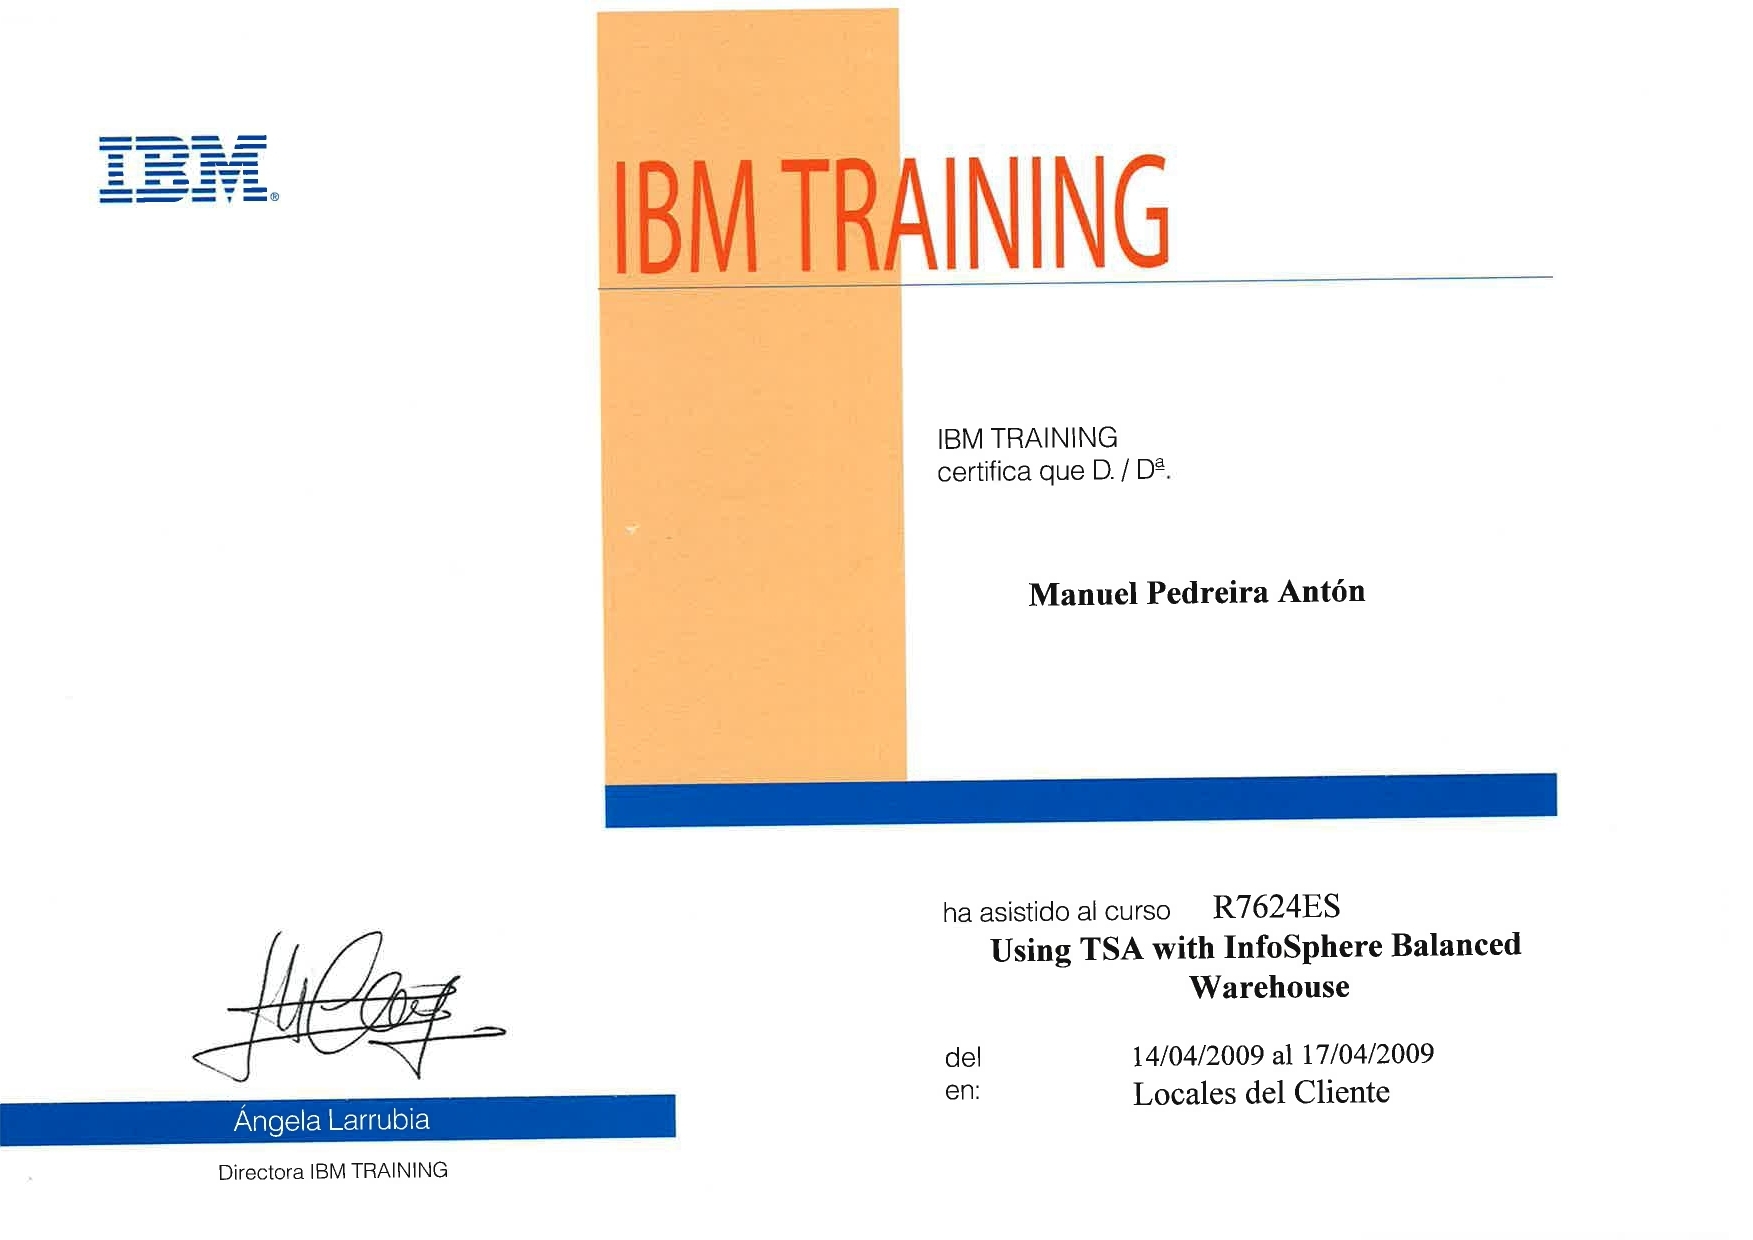 IBM®
IBM TRAINING
IBM TRAINING
certifica que D. / Dª.
Manuel Pedreira Antón
ha asistido al curso R7624ES
Using TSA with InfoSphere Balanced
Warehouse
del 14/04/2009 al 17/04/2009
en: Locales del Cliente
Ángela Larrubia
Directora IBM TRAINING